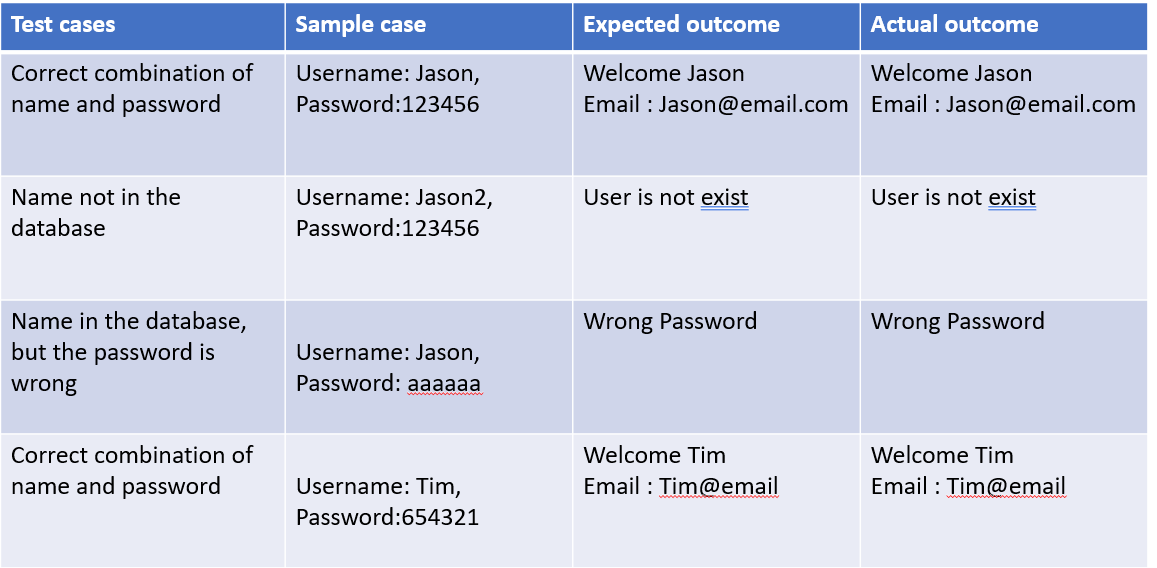 Test cases
Sample case
Expected outcome
Actual outcome
Correct combination of
name and password
Username: Jason,
Password:123456
Welcome Jason
Email : Jason@email.com
Welcome Jason
Email : Jason@email.com
Name not in the
database
Username: Jason2,
Password:123456
User is not exist
User is not exist
Name in the database,
but the password is
wrong
Username: Jason,
Password: aaaaaa
Wrong Password
Wrong Password
Correct combination of
name and password
Username: Tim,
Password:654321
Welcome Tim
Email : Tim@email
Welcome Tim
Email : Tim@email